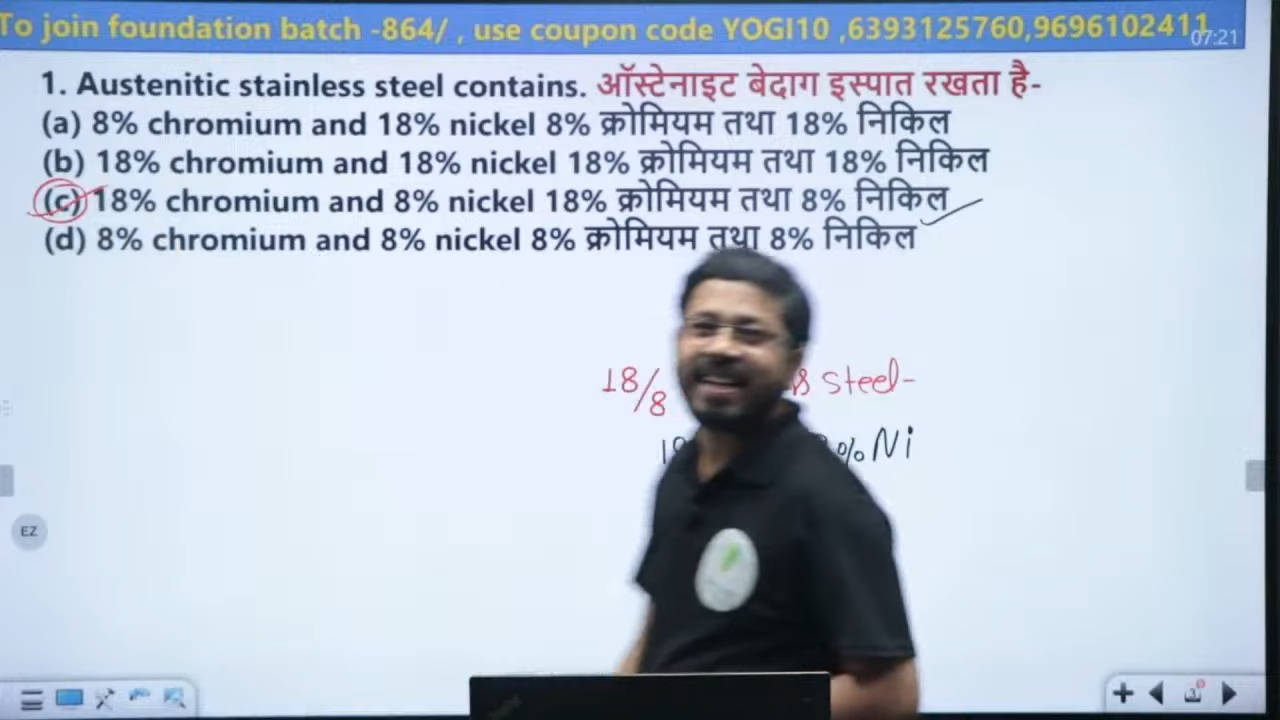 To join foundation batch -864/ , use coupon code YOGI10 ,6393125760,9696102411
07:21
1. Austenitic stainless steel contains. ऑस्टेनाइट बेदाग इस्पात रखता है-
(a) 8% chromium and 18% nickel 8% क्रोमियम तथा 18% निकिल
(b) 18% chromium and 18% nickel 18% क्रोमियम तथा 18% निकिल
(c) 18% chromium and 8% nickel 18% क्रोमियम तथा 8% निकिल
(d) 8% chromium and 8% nickel 8% क्रोमियम तथा 8% निकिल
18/8 steel-
% Ni
EZ